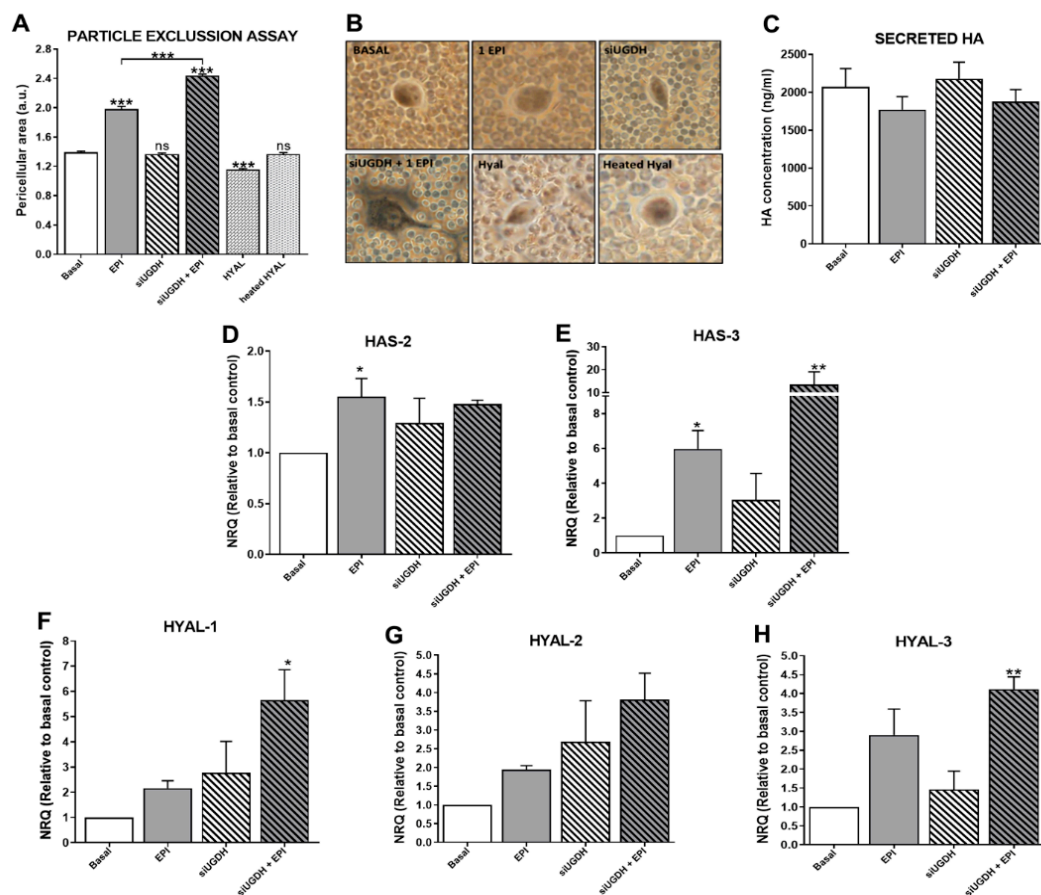 A
PARTICLE EXCLUSSION ASSAY
Pericellular area (a.u.)
2.8
2.4
2.0
1.6
1.2
0.8
0.4
0.0
***
***
ns
***
***
ns
Basal
EPI
siUGDH
siUGDH + EPI
HYAL
heated HYAL
B
BASAL
1 EPI
siUGDH
siUGDH + 1 EPI
Hyal
Heated Hyal
C
SECRETED HA
HA concentration (ng/ml)
2500
2000
1500
1000
500
0
Basal
EPI
siUGDH
siUGDH + EPI
D
HAS-2
NRQ (Relative to basal control)
2.0
1.5
1.0
0.5
0.0
*
Basal
EPI
siUGDH
siUGDH + EPI
E
HAS-3
NRQ (Relative to basal control)
30
20
10
8
6
4
2
0
*
**
Basal
EPI
siUGDH
siUGDH + EPI
F
HYAL-1
NRQ (Relative to basal control)
8
7
6
5
4
3
2
1
0
*
Basal
EPI
siUGDH
siUGDH + EPI
G
HYAL-2
NRQ (Relative to basal control)
5.0
4.5
4.0
3.5
3.0
2.5
2.0
1.5
1.0
0.5
0.0
Basal
EPI
siUGDH
siUGDH + EPI
H
HYAL-3
NRQ (Relative to basal control)
5.0
4.5
4.0
3.5
3.0
2.5
2.0
1.5
1.0
0.5
0.0
**
Basal
EPI
siUGDH
siUGDH + EPI